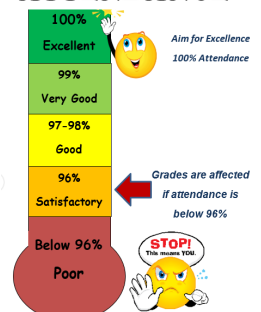 100%
Excellent
Aim for Excellence
100% Attendance
99%
Very Good
97-98%
Good
96%
Satisfactory
Grades are affected
if attendance is
below 96%
Below 96%
Poor
STOP!
This means YOU.